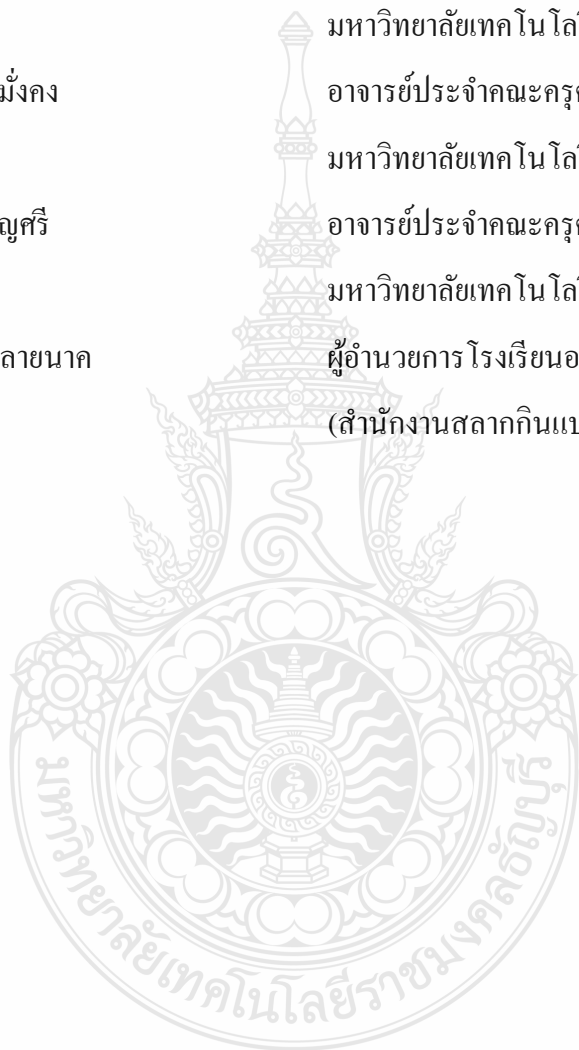 มหาวิทยาลัยเทคโนโล
มั่งคง อาจารย์ประจำคณะครุ
มหาวิทยาลัยเทคโนโล
ญศรี อาจารย์ประจำคณะครุ
มหาวิทยาลัยเทคโนโล
ลายนาค ผู้อำนวยการโรงเรียนอ
(สำนักงานสลากกินแบ
มหาวิทยาลัยเทคโนโลยีราชมงคลธัญบุรี